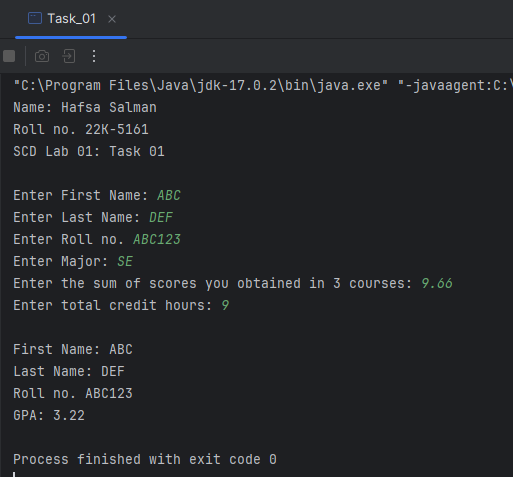 Task_01
"C:\Program Files\Java\jdk-17.0.2\bin\java.exe" "-javaagent:C:\
Name: Hafsa Salman
Roll no. 22K-5161
SCD Lab 01: Task 01
Enter First Name: ABC
Enter Last Name: DEF
Enter Roll no. ABC123
Enter Major: SE
Enter the sum of scores you obtained in 3 courses: 9.66
Enter total credit hours: 9
First Name: ABC
Last Name: DEF
Roll no. ABC123
GPA: 3.22
Process finished with exit code 0